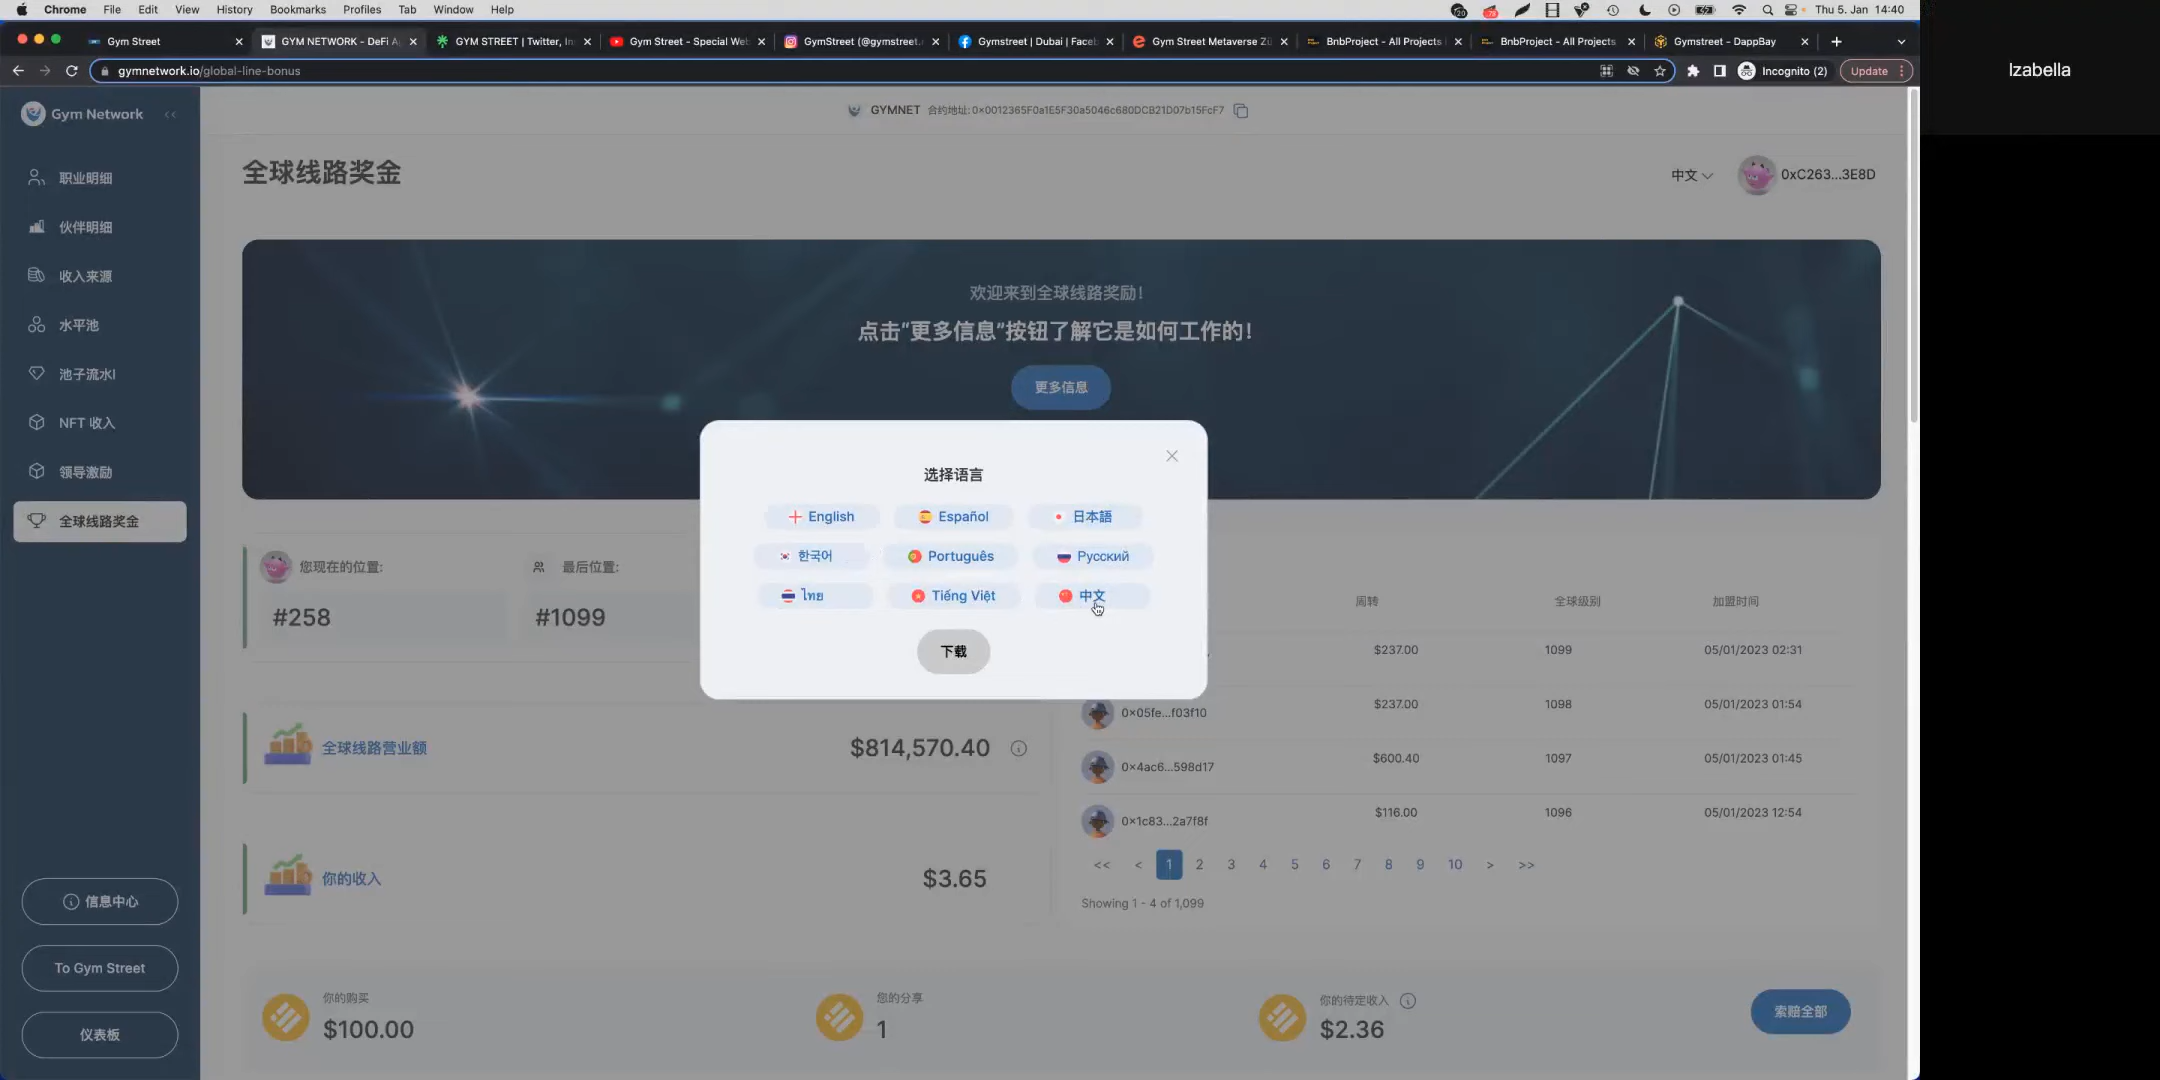 Chrome File Edit View History Bookmarks Profiles Tab Window Help
Thu 5. Jan 14:40
Gym Street
GYM NETWORK - DeFi
GYM STREET | Twitter, In
Gym Street - Special We
GymStreet (@gymstreet.
Gymstreet | Dubai | Face
Gym Street Metaverse Zü
BnbProject - All Projects
BnbProject - All Projects
Gymstreet - DappBay
gymnetwork.io/global-line-bonus
Incognito (2)
Update
Izabella
Gym Network
GYMNET 合约地址: 0x0012365F0a1E5F30a5046c680DCB21D07b15FcF7
全球线路奖金
中文
0xC263...3E8D
职业明细
伙伴明细
收入来源
水平池
池子流水I
NFT 收入
领导激励
全球线路奖金
信息中心
To Gym Street
仪表板
欢迎来到全球线路奖励!
点击“更多信息”按钮了解它是如何工作的!
更多信息
选择语言
English Español 日本語
한국어 Português Русский
ไทย Tiếng Việt 中文
下载
您现在的位置:
#258
最后位置:
#1099
全球线路营业额
$814,570.40
你的收入
$3.65
周转 全球级别 加盟时间
$237.00 1099 05/01/2023 02:31
0x05fe...f03f10 $237.00 1098 05/01/2023 01:54
0x4ac6...598d17 $600.40 1097 05/01/2023 01:45
0x1c83...2a7f8f $116.00 1096 05/01/2023 12:54
<< < 1 2 3 4 5 6 7 8 9 10 > >>
Showing 1 - 4 of 1,099
你的购买
$100.00
您的分享
1
你的待定收入
$2.36
索赔全部